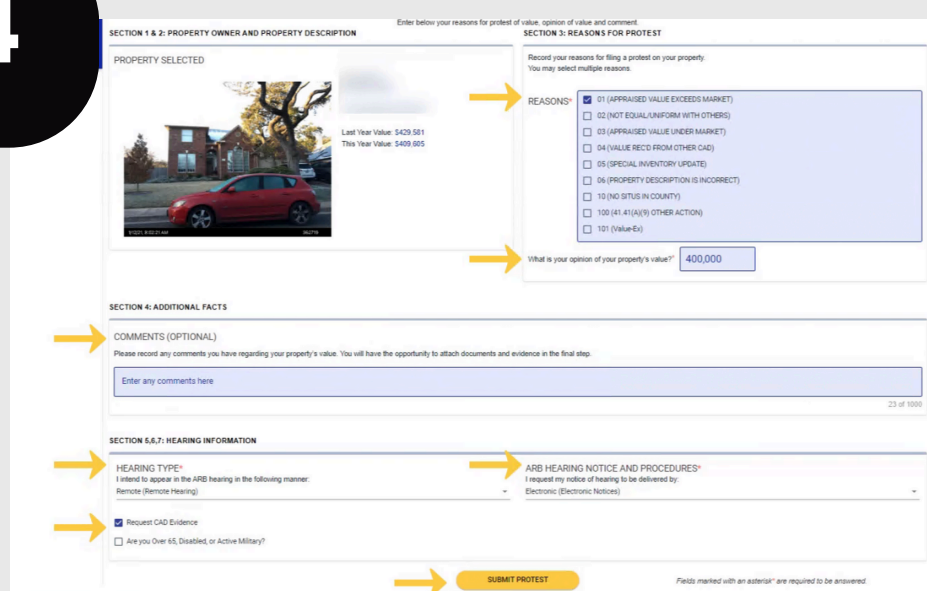 4
Enter below your reasons for protest of value, opinion of value and comment.
SECTION 1 & 2: PROPERTY OWNER AND PROPERTY DESCRIPTION
PROPERTY SELECTED
Last Year Value: $429,581
This Year Value: $409,605
SECTION 3: REASONS FOR PROTEST
Record your reasons for filing a protest on your property.
You may select multiple reasons.
REASONS*
01 (APPRAISED VALUE EXCEEDS MARKET)
02 (NOT EQUAL/UNIFORM WITH OTHERS)
03 (APPRAISED VALUE UNDER MARKET)
04 (VALUE REC'D FROM OTHER CAD)
05 (SPECIAL INVENTORY UPDATE)
06 (PROPERTY DESCRIPTION IS INCORRECT)
10 (NO SITUS IN COUNTY)
100 (41.41(A)(9) OTHER ACTION)
101 (Value-Ex)
What is your opinion of your property's value?* 400,000
SECTION 4: ADDITIONAL FACTS
COMMENTS (OPTIONAL)
Please record any comments you have regarding your property's value. You will have the opportunity to attach documents and evidence in the final step.
Enter any comments here
23 of 1000
SECTION 5,6,7: HEARING INFORMATION
HEARING TYPE*
I intend to appear in the ARB hearing in the following manner:
Remote (Remote Hearing)
Request CAD Evidence
Are you Over 65, Disabled, or Active Military?
ARB HEARING NOTICE AND PROCEDURES*
I request my notice of hearing to be delivered by:
Electronic (Electronic Notices)
SUBMIT PROTEST
Fields marked with an asterisk* are required to be answered.